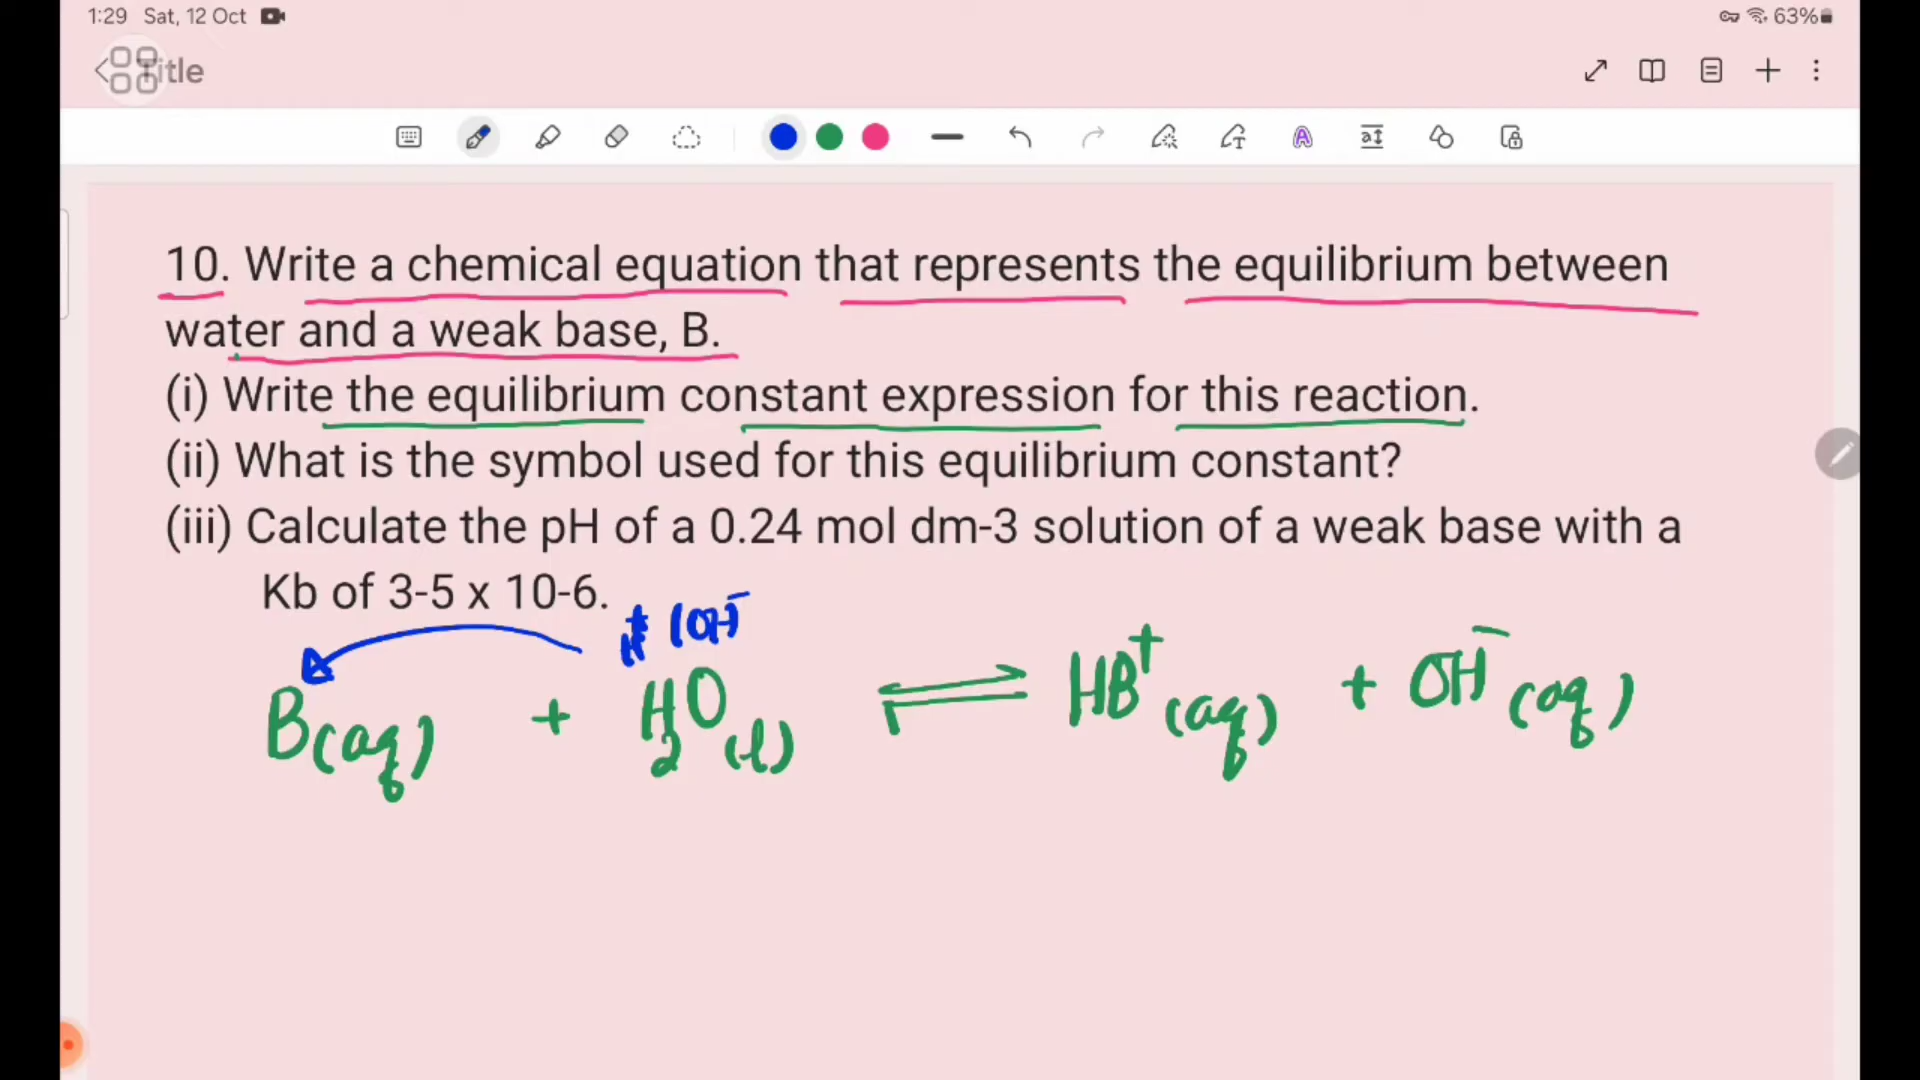 1:29 Sat, 12 Oct
63%
Title
10. Write a chemical equation that represents the equilibrium between
water and a weak base, B.
(i) Write the equilibrium constant expression for this reaction.
(ii) What is the symbol used for this equilibrium constant?
(iii) Calculate the pH of a 0.24 mol dm-3 solution of a weak base with a
Kb of 3-5 x 10-6.
H⁺ (OH)⁻
B(aq) + H₂O(l) ⇌ HB⁺(aq) + OH⁻(aq)